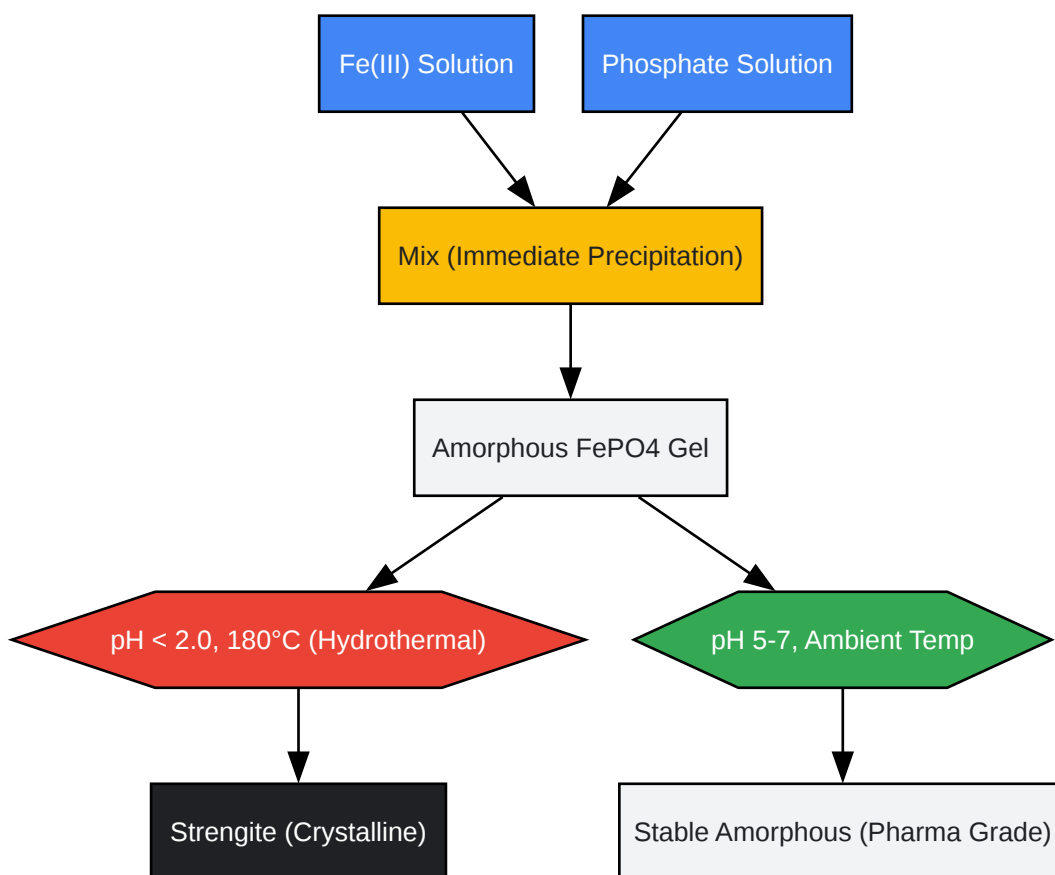 Fe(III) Solution
Phosphate Solution
Mix (Immediate Precipitation)
Amorphous FePO4 Gel
pH < 2.0, 180°C (Hydrothermal)
pH 5-7, Ambient Temp
Strengite (Crystalline)
Stable Amorphous (Pharma Grade)